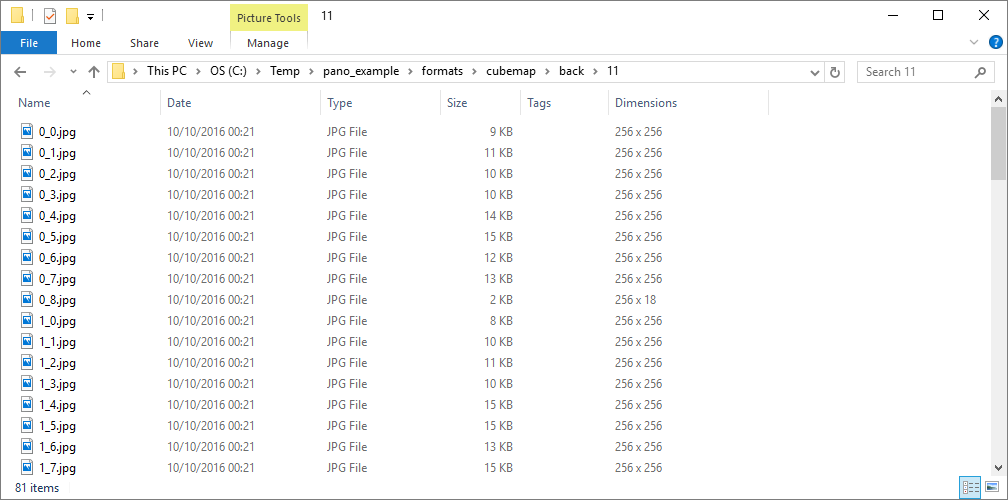 Picture Tools 11
File Home Share View Manage
This PC OS (C:) Temp pano_example formats cubemap back 11 Search 11
Name Date Type Size Tags Dimensions
0_0.jpg 10/10/2016 00:21 JPG File 9 KB 256 x 256
0_1.jpg 10/10/2016 00:21 JPG File 11 KB 256 x 256
0_2.jpg 10/10/2016 00:21 JPG File 10 KB 256 x 256
0_3.jpg 10/10/2016 00:21 JPG File 10 KB 256 x 256
0_4.jpg 10/10/2016 00:21 JPG File 14 KB 256 x 256
0_5.jpg 10/10/2016 00:21 JPG File 15 KB 256 x 256
0_6.jpg 10/10/2016 00:21 JPG File 12 KB 256 x 256
0_7.jpg 10/10/2016 00:21 JPG File 13 KB 256 x 256
0_8.jpg 10/10/2016 00:21 JPG File 2 KB 256 x 18
1_0.jpg 10/10/2016 00:21 JPG File 8 KB 256 x 256
1_1.jpg 10/10/2016 00:21 JPG File 10 KB 256 x 256
1_2.jpg 10/10/2016 00:21 JPG File 11 KB 256 x 256
1_3.jpg 10/10/2016 00:21 JPG File 10 KB 256 x 256
1_4.jpg 10/10/2016 00:21 JPG File 15 KB 256 x 256
1_5.jpg 10/10/2016 00:21 JPG File 15 KB 256 x 256
1_6.jpg 10/10/2016 00:21 JPG File 13 KB 256 x 256
1_7.jpg 10/10/2016 00:21 JPG File 15 KB 256 x 256
81 items